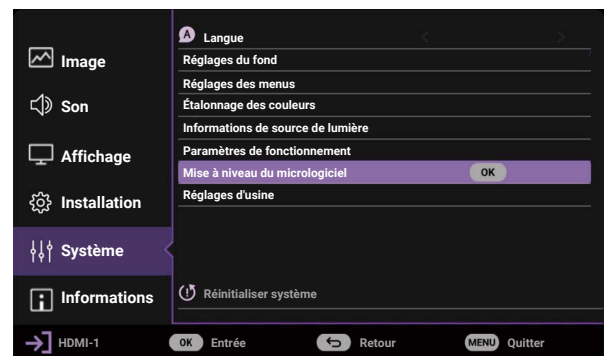 Image
Son
Affichage
Installation
Système
Informations
A Langue
Réglages du fond
Réglages des menus
Étalonnage des couleurs
Informations de source de lumière
Paramètres de fonctionnement
Mise à niveau du micrologiciel OK
Réglages d'usine
Réinitialiser système
HDMI-1 OK Entrée Retour MENU Quitter